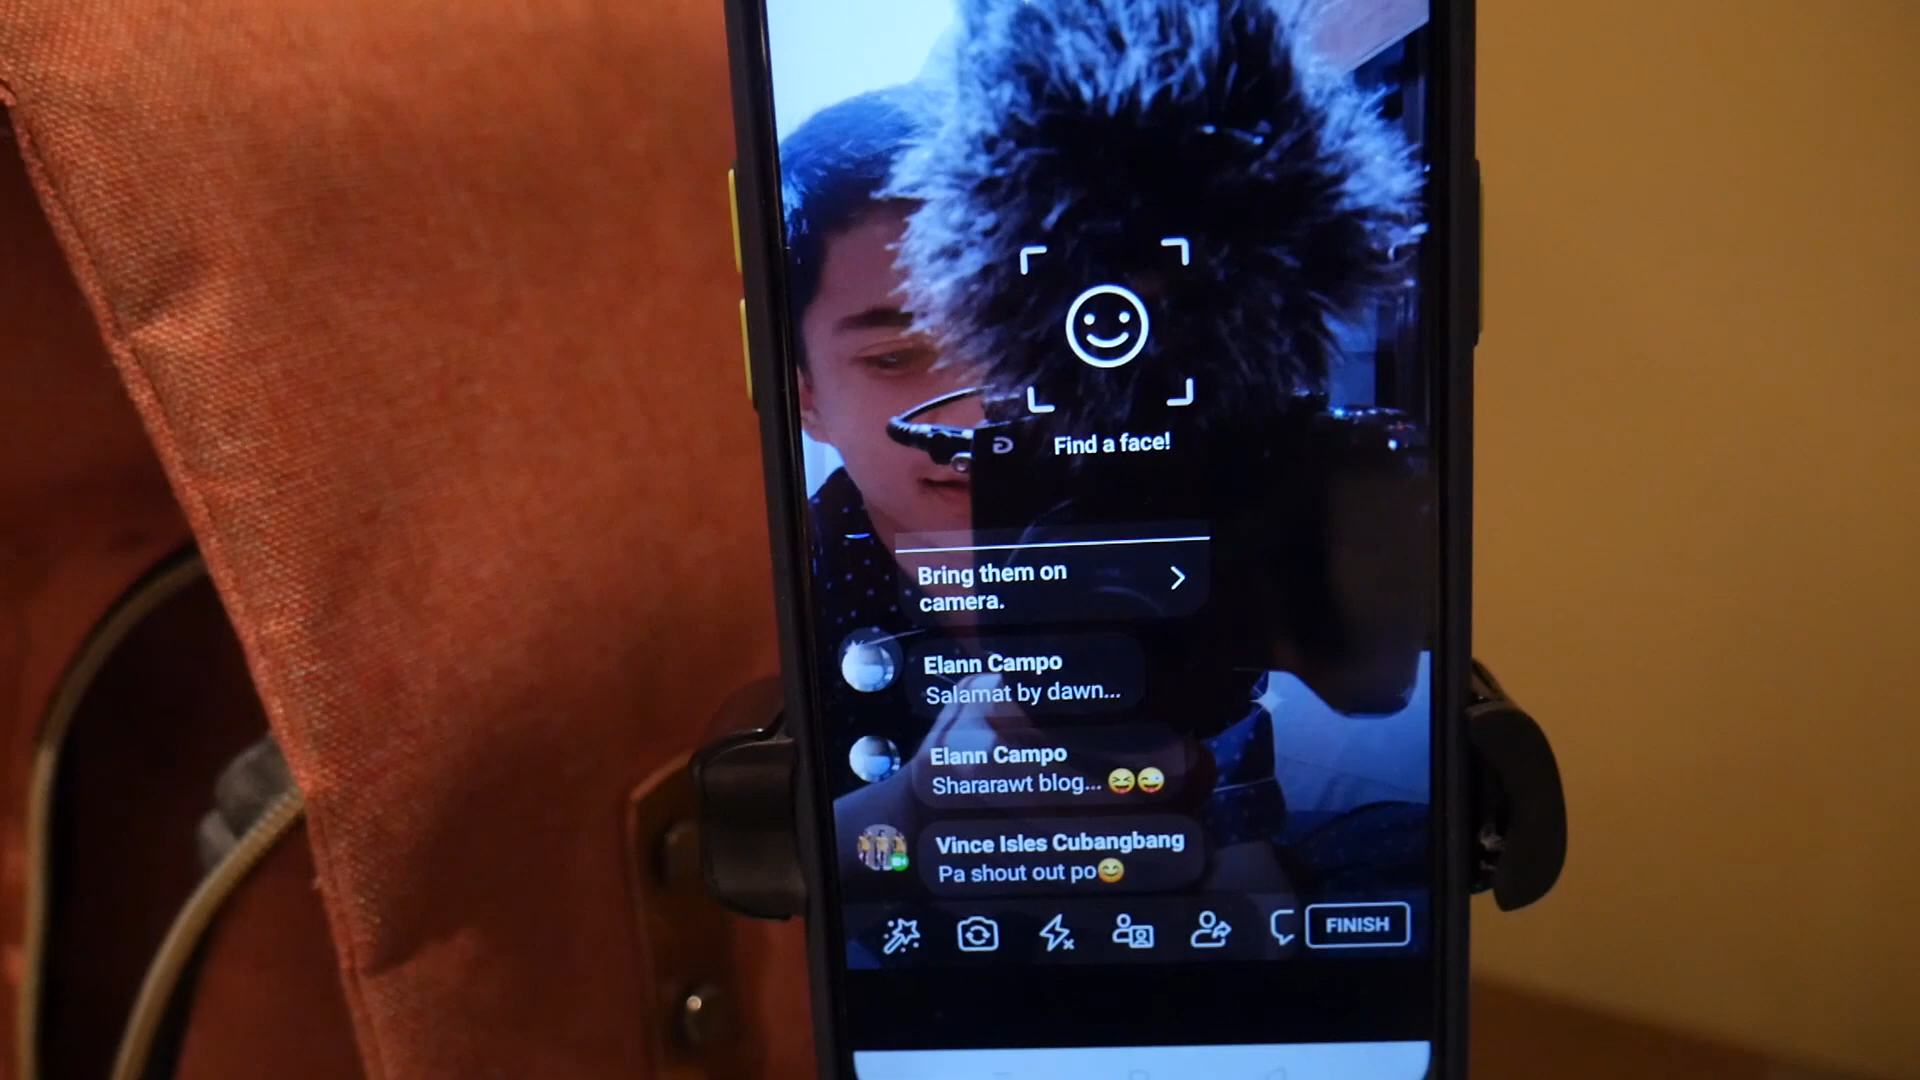 Find a face!
Bring them on
camera.
Elann Campo
Salamat by dawn...
Elann Campo
Shararawt blog... 😝😜
Vince Isles Cubangbang
Pa shout out po😊
FINISH